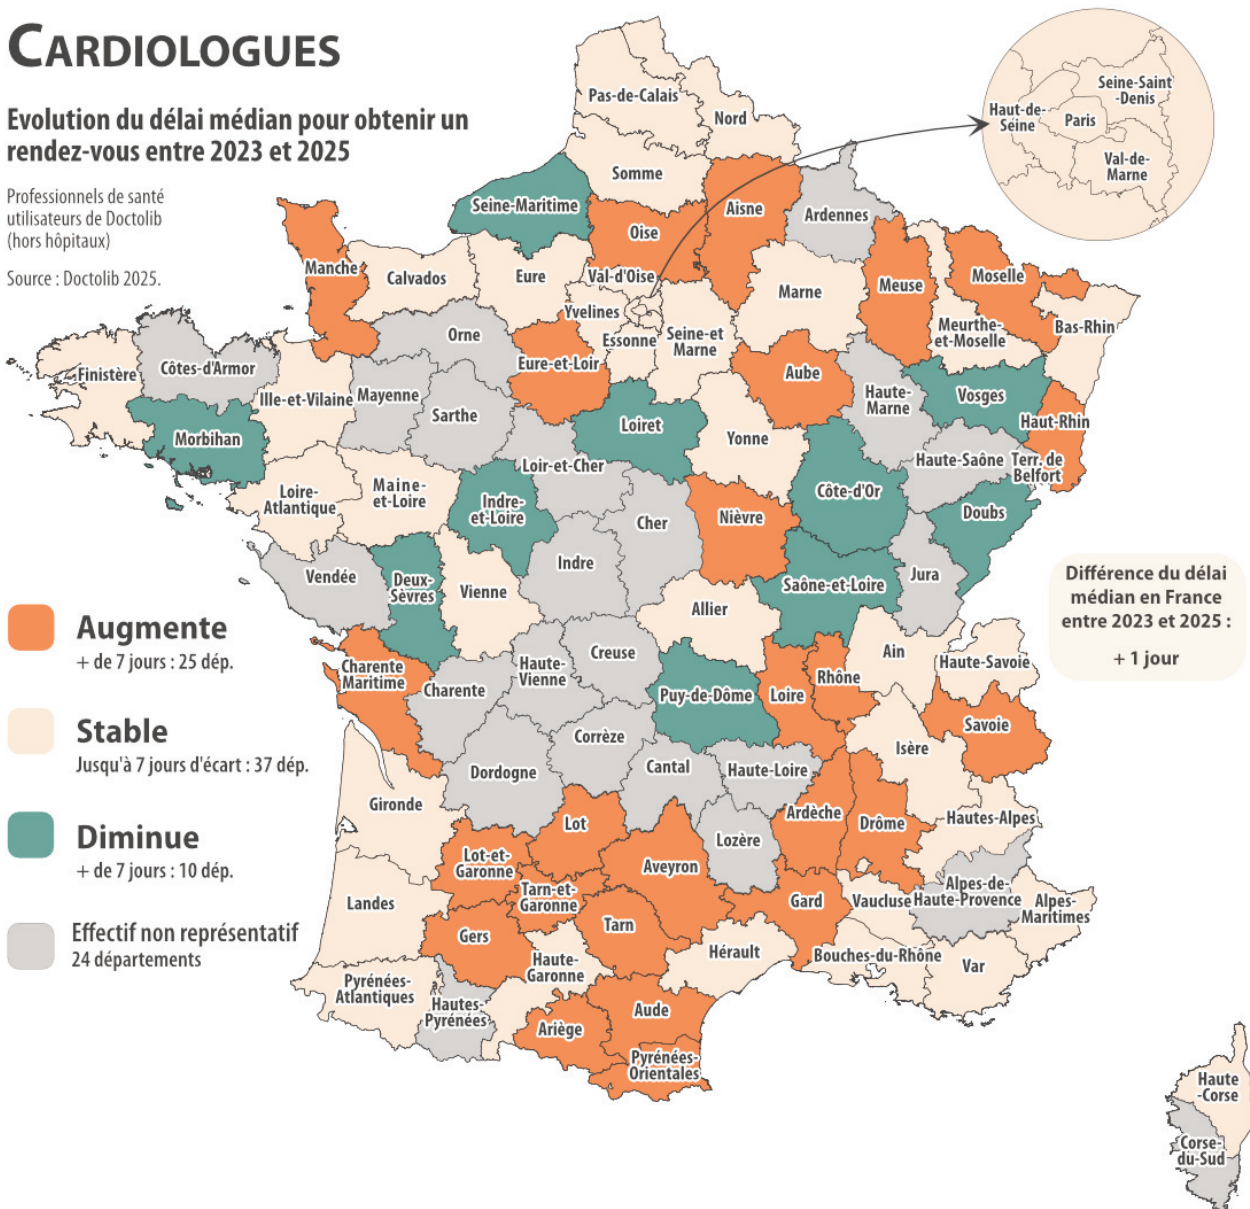 CARDIOLOGUES
Evolution du délai médian pour obtenir un
rendez-vous entre 2023 et 2025
Professionnels de santé
utilisateurs de Doctolib
(hors hôpitaux)
Source : Doctolib 2025.
Haut-de-
Seine
Paris
Seine-Saint
-Denis
Val-de-
Marne
Pas-de-Calais
Nord
Somme
Seine-Maritime
Oise
Aisne
Ardennes
Manche
Calvados
Eure
Val-d'Oise
Marne
Meuse
Moselle
Yvelines
Essonne
Seine-et
Marne
Meurthe-
et-Moselle
Bas-Rhin
Orne
Eure-et-Loir
Aube
Haute-
Marne
Vosges
Haut-Rhin
Finistère
Côtes-d'Armor
Ille-et-Vilaine
Mayenne
Sarthe
Morbihan
Loiret
Yonne
Loir-et-Cher
Haute-Saône
Terr. de
Belfort
Loire-
Atlantique
Maine-
et-Loire
Indre-
et-Loire
Cher
Nièvre
Côte-d'Or
Doubs
Vendée
Deux-
Sèvres
Vienne
Indre
Allier
Saône-et-Loire
Jura
Différence du délai
médian en France
entre 2023 et 2025 :
+ 1 jour
Augmente
+ de 7 jours : 25 dép.
Stable
Jusqu'à 7 jours d'écart : 37 dép.
Diminue
+ de 7 jours : 10 dép.
Effectif non représentatif
24 départements
Charente
Maritime
Charente
Haute-
Vienne
Creuse
Puy-de-Dôme
Loire
Rhône
Ain
Haute-Savoie
Savoie
Isère
Corrèze
Dordogne
Cantal
Haute-Loire
Gironde
Lot
Lozère
Ardèche
Drôme
Hautes-Alpes
Lot-et-
Garonne
Aveyron
Landes
Tarn-et-
Garonne
Tarn
Gard
Vaucluse
Alpes-de-
Haute-Provence
Alpes-
Maritimes
Gers
Haute-
Garonne
Hérault
Bouches-du-Rhône
Var
Pyrénées-
Atlantiques
Hautes-
Pyrénées
Ariège
Aude
Pyrénées-
Orientales
Haute
-Corse
Corse-
du-Sud